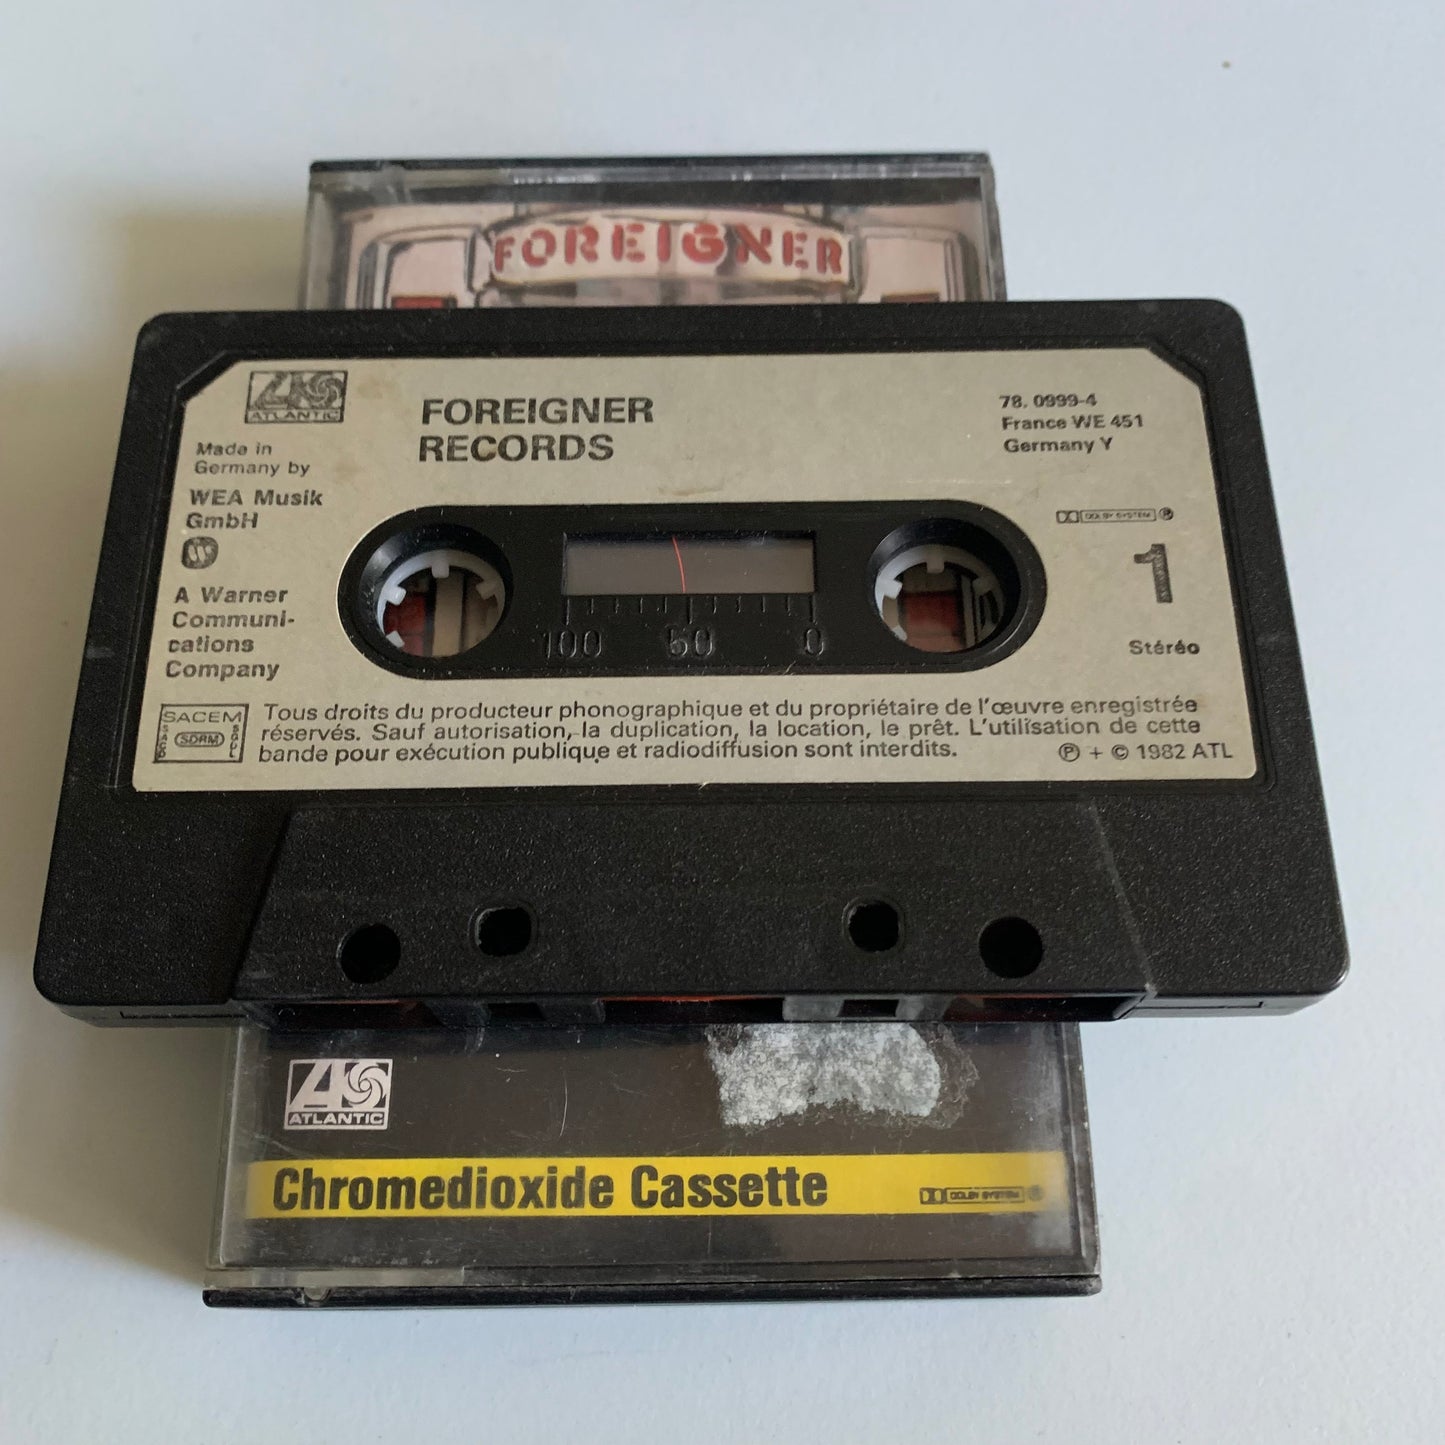 FOREIGNER
ATLANTIC
FOREIGNER
RECORDS
78. 0999-4
France WE 451
Germany Y
Made in
Germany by
WEA Musik
GmbH
A Warner
Communi-
cations
Company
DOLBY SYSTEM ®
1
Stéréo
100 50 0
SACEM
SDRM
Tous droits du producteur phonographique et du propriétaire de l'œuvre enregistrée
réservés. Sauf autorisation, la duplication, la location, le prêt. L'utilisation de cette
bande pour exécution publique et radiodiffusion sont interdits.
℗ + © 1982 ATL
ATLANTIC
Chromedioxide Cassette
DOLBY SYSTEM ®